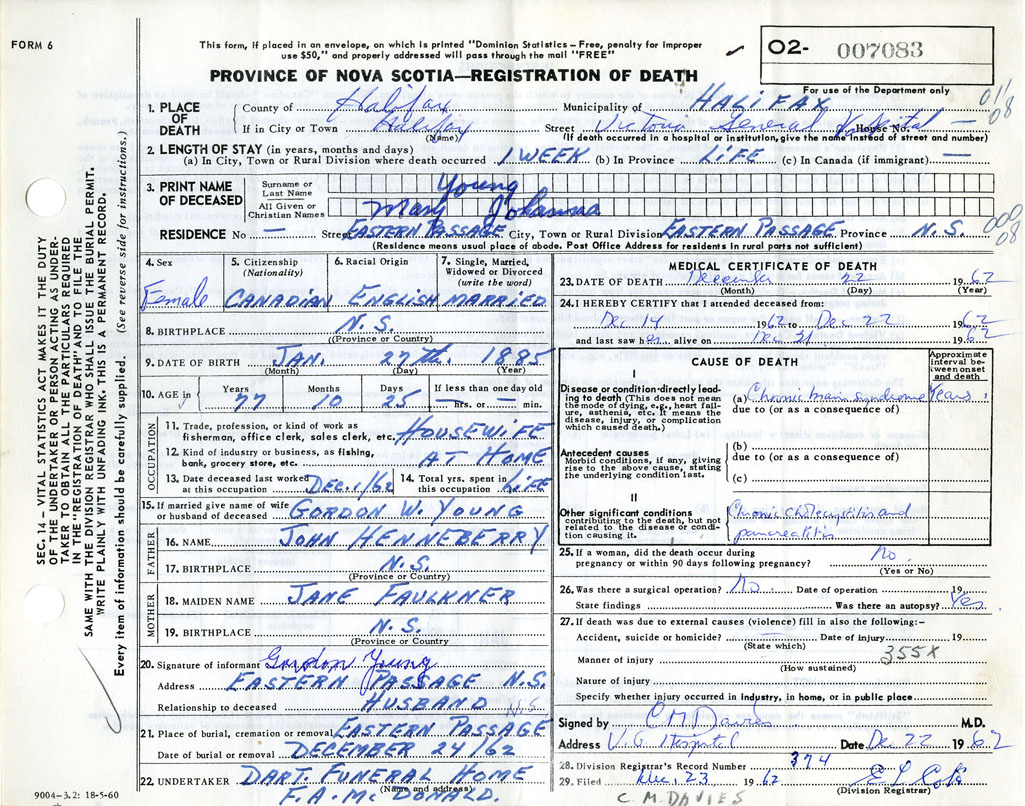 FORM 6
This form, if placed in an envelope, on which is printed "Dominion Statistics – Free, penalty for improper
use $50," and properly addressed will pass through the mail "FREE"
PROVINCE OF NOVA SCOTIA—REGISTRATION OF DEATH
O2- 007083
For use of the Department only
1. PLACE OF DEATH { County of Halifax Municipality of HALIFAX 011/08
If in City or Town Halifax (Name) Street Victoria General Hospital House No. —
(If death occurred in a hospital or institution, give the name instead of street and number)
2. LENGTH OF STAY (in years, months and days)
(a) In City, Town or Rural Division where death occurred 1 WEEK (b) In Province LIFE (c) In Canada (if immigrant) —
3. PRINT NAME OF DECEASED
Surname or Last Name Young
All Given or Christian Names Mary Johanna
RESIDENCE No — Street EASTERN PASSAGE City, Town or Rural Division EASTERN PASSAGE Province N.S. 000/08
(Residence means usual place of abode. Post Office Address for residents in rural parts not sufficient)
4. Sex Female
5. Citizenship (Nationality) CANADIAN
6. Racial Origin ENGLISH
7. Single, Married, Widowed or Divorced (write the word) MARRIED
8. BIRTHPLACE N.S.
(Province or Country)
9. DATE OF BIRTH JAN. 27th. 1885
(Month) (Day) (Year)
10. AGE in { Years 77 Months 10 Days 25 If less than one day old — hrs. or — min.
OCCUPATION
11. Trade, profession, or kind of work as fisherman, office clerk, sales clerk, etc. HOUSEWIFE
12. Kind of industry or business, as fishing, bank, grocery store, etc. AT HOME
13. Date deceased last worked at this occupation DEC. 1/62 14. Total yrs. spent in this occupation LIFE
15. If married give name of wife or husband of deceased GORDON W. YOUNG
FATHER
16. NAME JOHN HENNEBERRY
17. BIRTHPLACE N.S.
(Province or Country)
MOTHER
18. MAIDEN NAME JANE FAULKNER
19. BIRTHPLACE N.S.
(Province or Country)
20. Signature of informant Gordon Young
Address EASTERN PASSAGE N.S.
Relationship to deceased HUSBAND
N.S.
21. Place of burial, cremation or removal EASTERN PASSAGE
Date of burial or removal DECEMBER 24/62
22. UNDERTAKER DART. FUNERAL HOME
(Name and address)
F.A. McDONALD.
MEDICAL CERTIFICATE OF DEATH
23. DATE OF DEATH December 22 1962
(Month) (Day) (Year)
24. I HEREBY CERTIFY that I attended deceased from:
Dec 14 1962 to Dec 22 1962
and last saw her alive on Dec 21 1962
CAUSE OF DEATH
Approximate interval between onset and death
I
Disease or condition directly leading to death (This does not mean the mode of dying, e.g., heart failure, asthenia, etc. It means the disease, injury, or complication which caused death.)
(a) Chronic brain syndrome Years.
due to (or as a consequence of)
Antecedent causes
Morbid conditions, if any, giving rise to the above cause, stating the underlying condition last.
(b)
due to (or as a consequence of)
(c)
II
Other significant conditions contributing to the death, but not related to the disease or condition causing it.
Chronic cholecystitis and
pancreatitis
25. If a woman, did the death occur during
pregnancy or within 90 days following pregnancy? No
(Yes or No)
26. Was there a surgical operation? No. Date of operation 19
State findings Was there an autopsy? Yes.
27. If death was due to external causes (violence) fill in also the following:–
Accident, suicide or homicide? — Date of injury 19
(State which)
355X
Manner of injury
(How sustained)
Nature of injury
Specify whether injury occurred in industry, in home, or in public place
Signed by C M Davies M.D.
Address V.G. Hospital Date Dec 22 1962
28. Division Registrar's Record Number 374
29. Filed Dec. 23 1962
(Division Registrar)
C. M. DAVIES
SEC. 14.—VITAL STATISTICS ACT MAKES IT THE DUTY
OF THE UNDERTAKER OR PERSON ACTING AS UNDER-
TAKER TO OBTAIN ALL THE PARTICULARS REQUIRED
IN THE "REGISTRATION OF DEATH" AND TO FILE THE
SAME WITH THE DIVISION REGISTRAR WHO SHALL ISSUE THE BURIAL PERMIT.
WRITE PLAINLY WITH UNFADING INK. THIS IS A PERMANENT RECORD.
Every item of information should be carefully supplied. (See reverse side for instructions.)
9004–3.2: 18-5-60